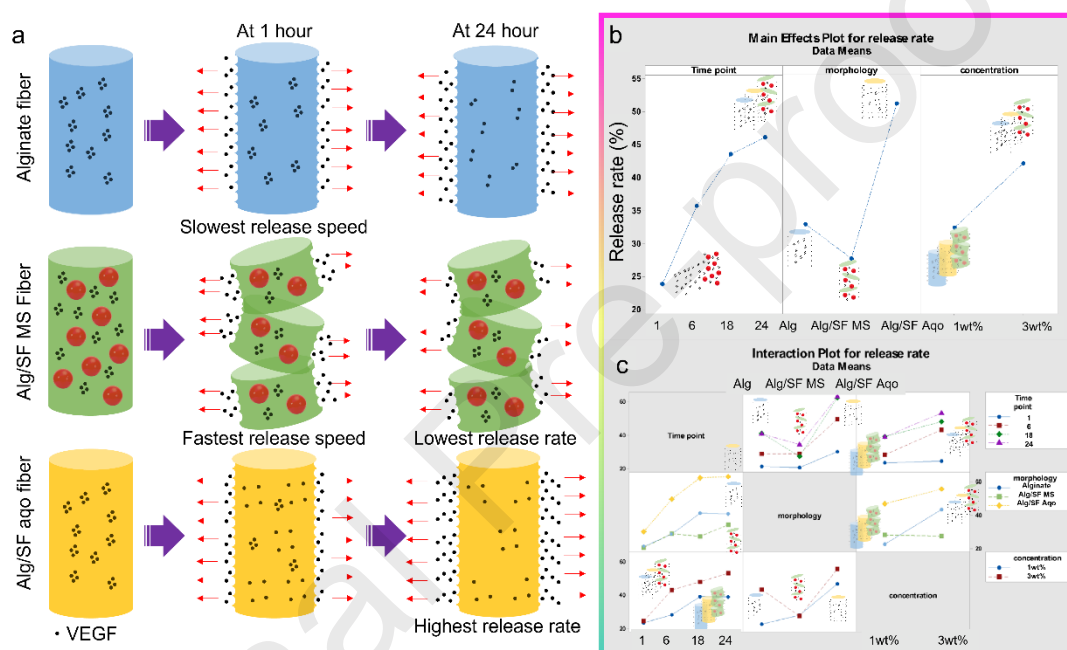 a
At 1 hour
At 24 hour
Alginate fiber
Slowest release speed
Alg/SF MS Fiber
Fastest release speed
Lowest release rate
Alg/SF aqo fiber
Highest release rate
• VEGF
b
Main Effects Plot for release rate
Data Means
Time point
morphology
concentration
Release rate (%)
55
50
45
40
35
30
25
20
1
6
18
24
Alg
Alg/SF MS
Alg/SF Aqo
1wt%
3wt%
c
Interaction Plot for release rate
Data Means
Alg
Alg/SF MS
Alg/SF Aqo
60
40
20
Time point
Time
point
1
6
18
24
morphology
60
40
20
morphology
Alginate
Alg/SF MS
Alg/SF Aqo
60
40
20
concentration
concentration
1wt%
3wt%
1
6
18
24
1wt%
3wt%